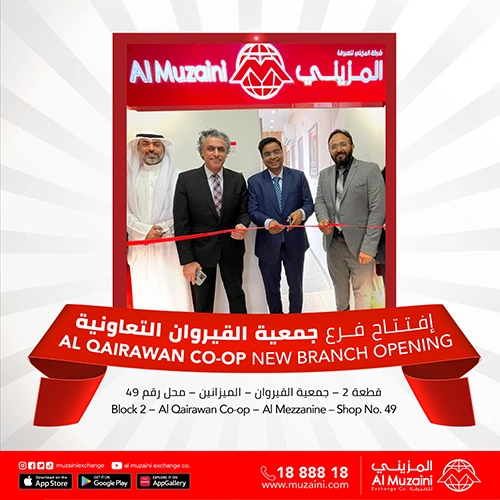 شركة المزيني للصرافة
Al Muzaini المزيني
إفتتاح فرع جمعية القيروان التعاونية
AL QAIRAWAN CO-OP NEW BRANCH OPENING
قطعة 2 – جمعية القيروان – الميزانين – محل رقم 49
Block 2 – Al Qairawan Co-op – Al Mezzanine – Shop No. 49
muzainiexchange al muzaini exchange co.
Download on the App Store
GET IT ON Google Play
EXPLORE IT ON AppGallery
18 888 18
www.muzaini.com
المزيني
Al Muzaini
Exchange Co. للصرافة